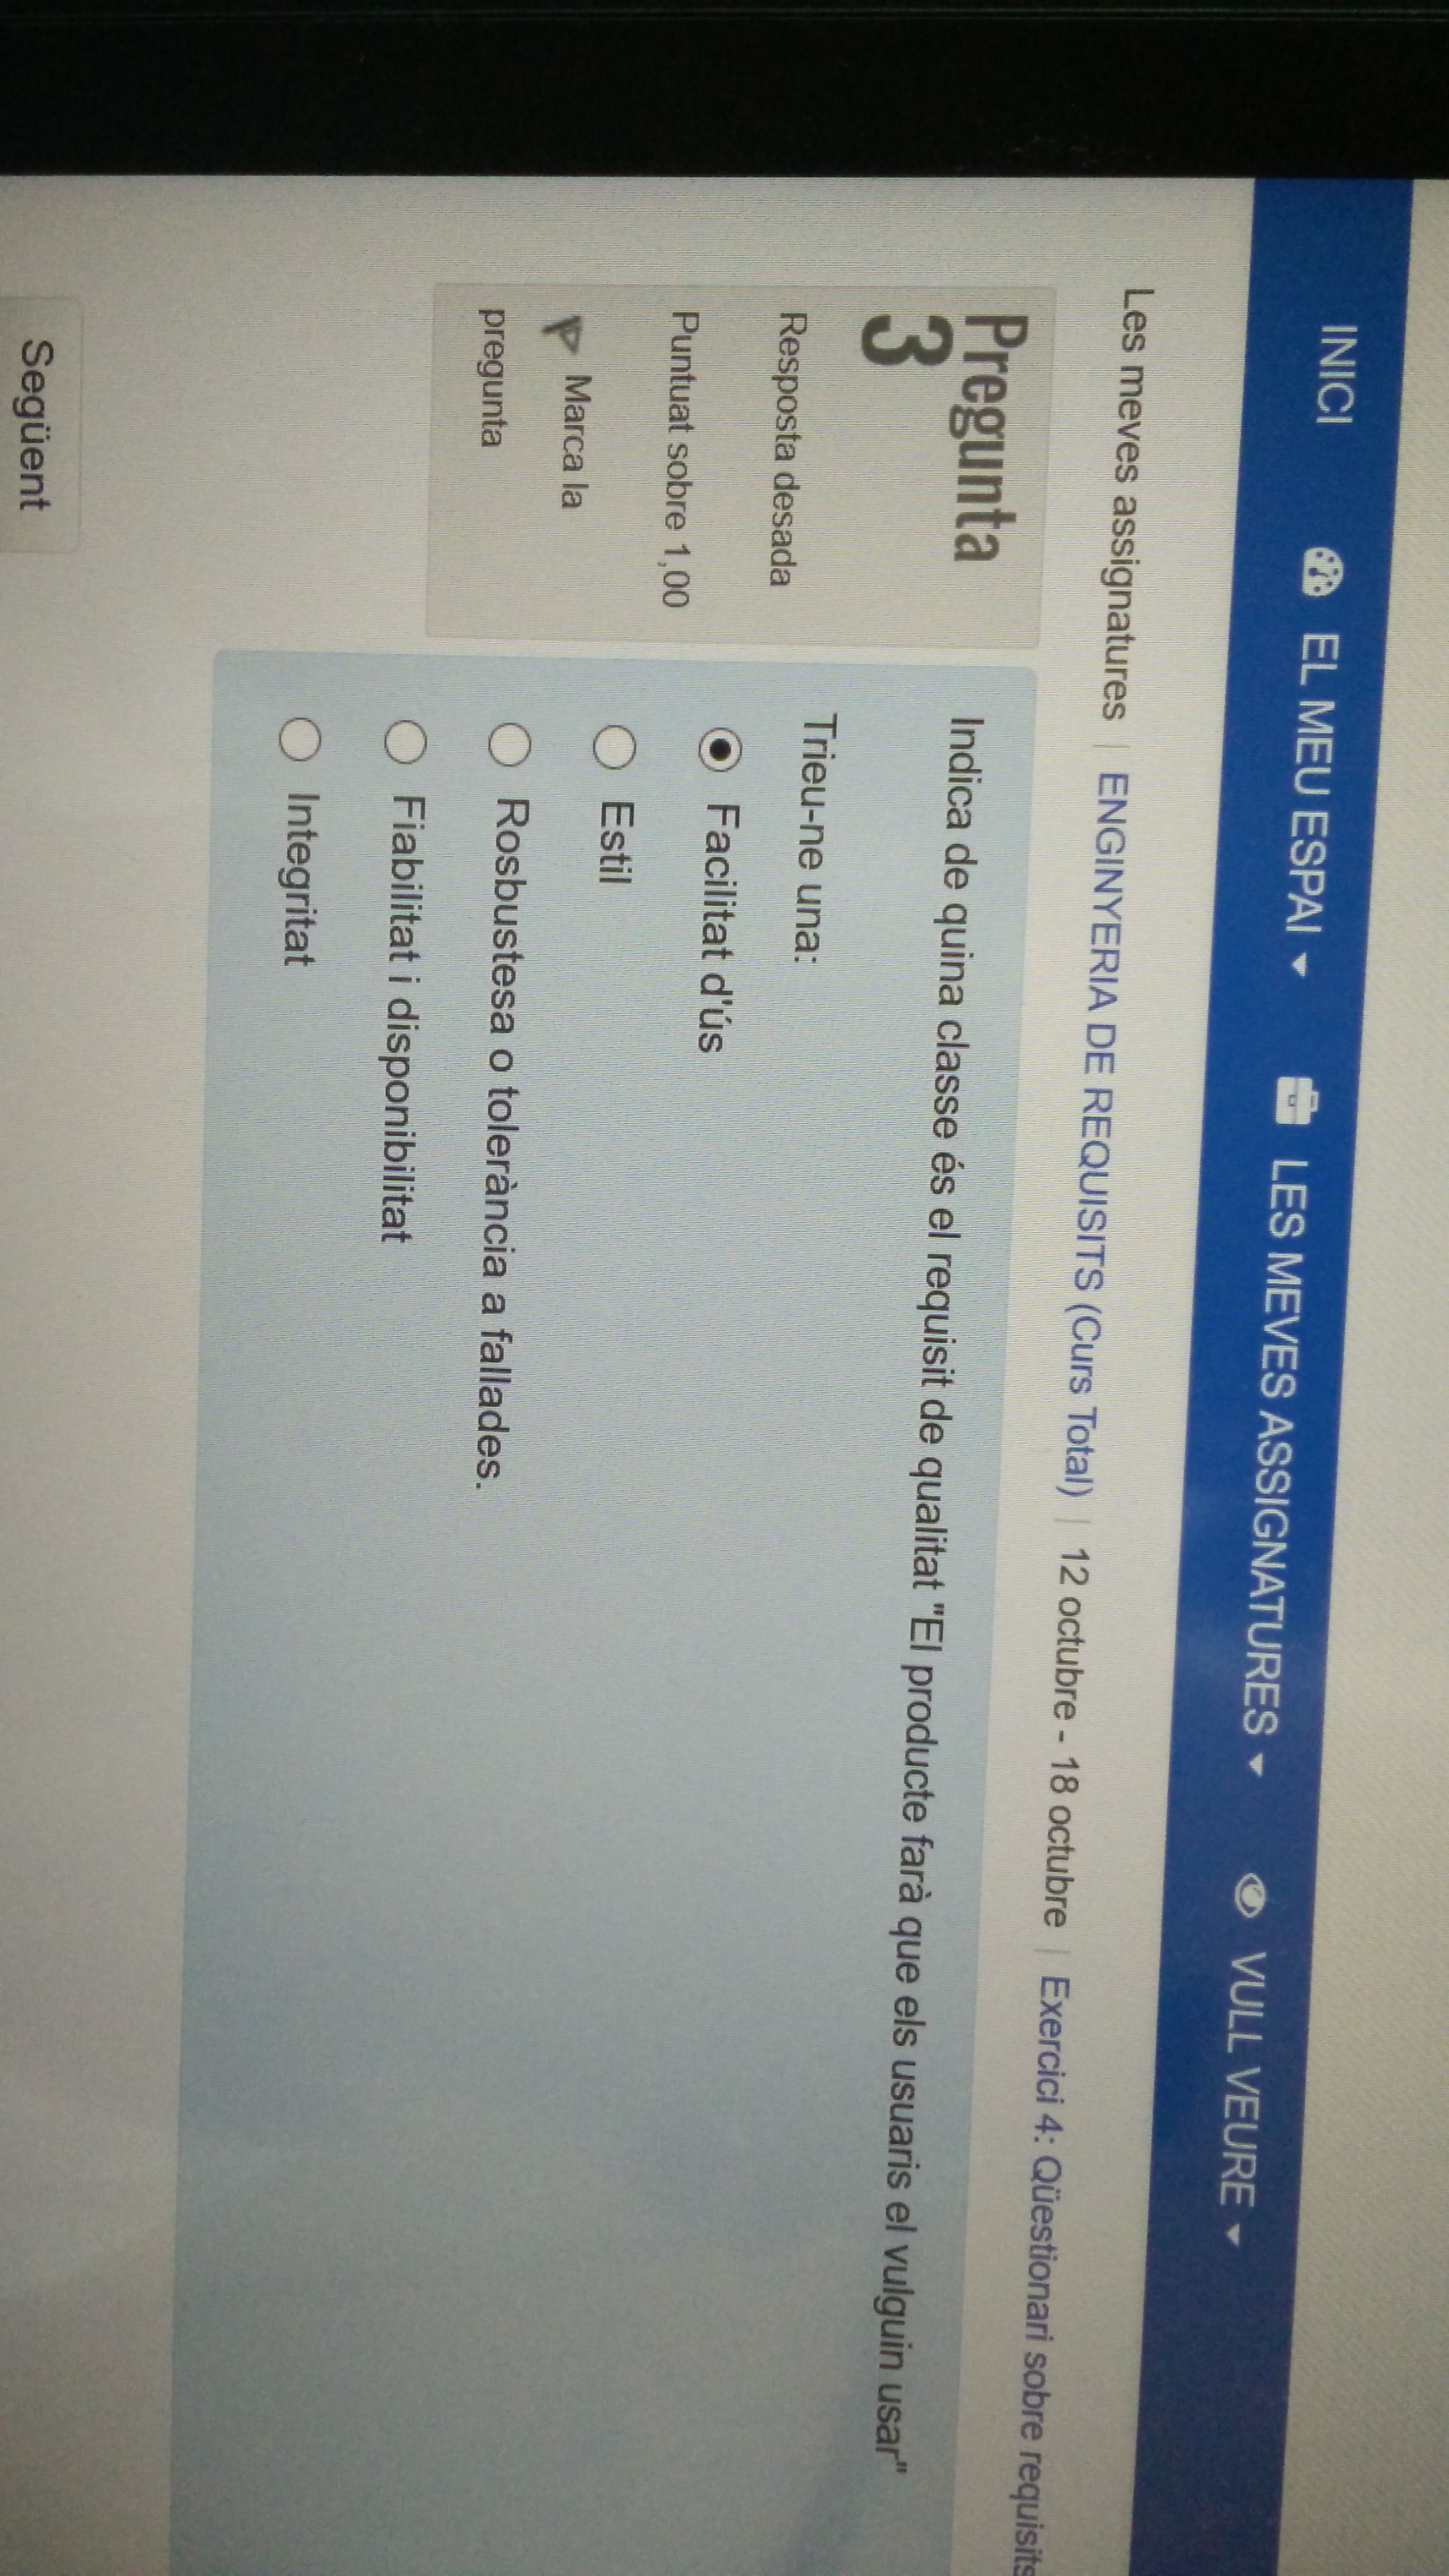 INICI EL MEU ESPAI LES MEVES ASSIGNATURES VULL VEURE
Les meves assignatures | ENGINYERIA DE REQUISITS (Curs Total) | 12 octubre - 18 octubre | Exercici 4: Qüestionari sobre requisits
Pregunta
3
Resposta desada
Puntuat sobre 1,00
Marca la
pregunta
Indica de quina classe és el requisit de qualitat "El producte farà que els usuaris el vulguin usar"
Trieu-ne una:
Facilitat d'ús
Estil
Rosbustesa o tolerància a fallades.
Fiabilitat i disponibilitat
Integritat
Següent